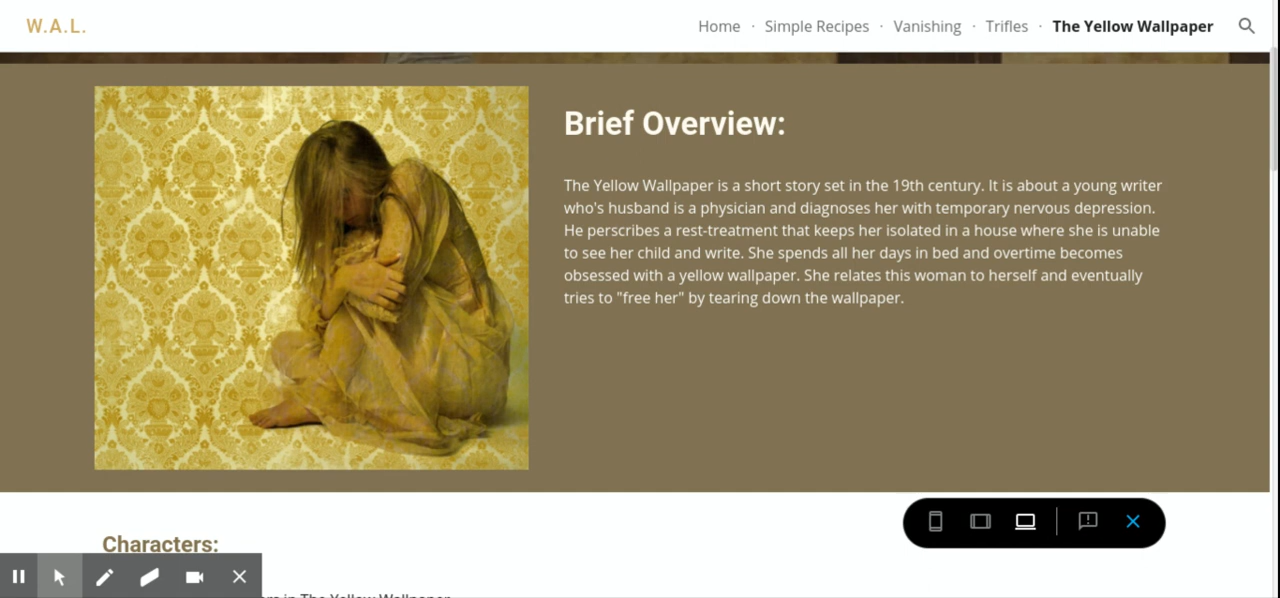 W.A.L.
Home · Simple Recipes · Vanishing · Trifles · The Yellow Wallpaper
Brief Overview:
The Yellow Wallpaper is a short story set in the 19th century. It is about a young writer
who's husband is a physician and diagnoses her with temporary nervous depression.
He perscribes a rest-treatment that keeps her isolated in a house where she is unable
to see her child and write. She spends all her days in bed and overtime becomes
obsessed with a yellow wallpaper. She relates this woman to herself and eventually
tries to "free her" by tearing down the wallpaper.
Characters:
in The Yellow Wallpaper